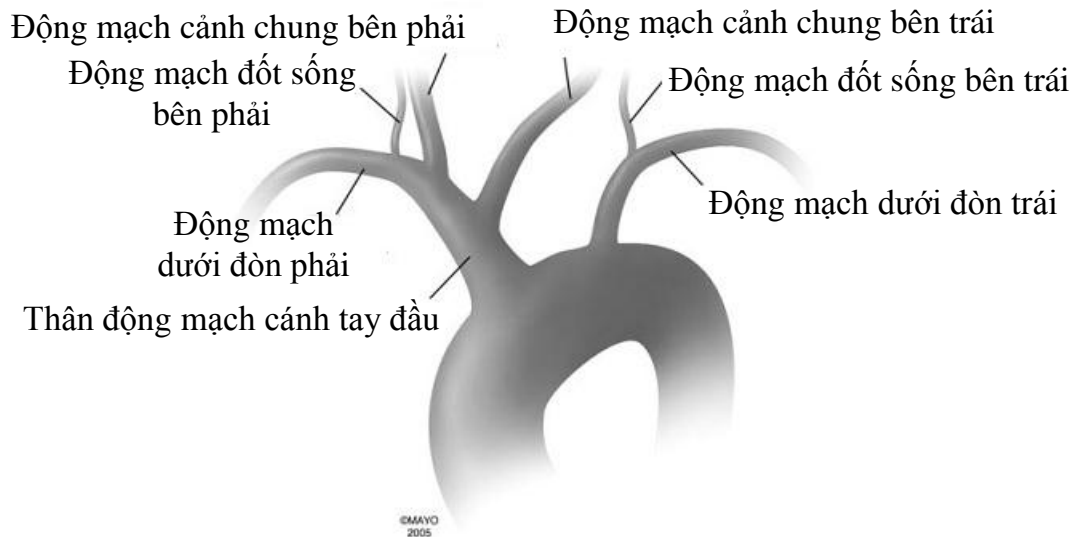 Động mạch cảnh chung bên phải
Động mạch cảnh chung bên trái
Động mạch đốt sống
bên phải
Động mạch đốt sống bên trái
Động mạch
dưới đòn phải
Động mạch dưới đòn trái
Thân động mạch cánh tay đầu
©MAYO
2005